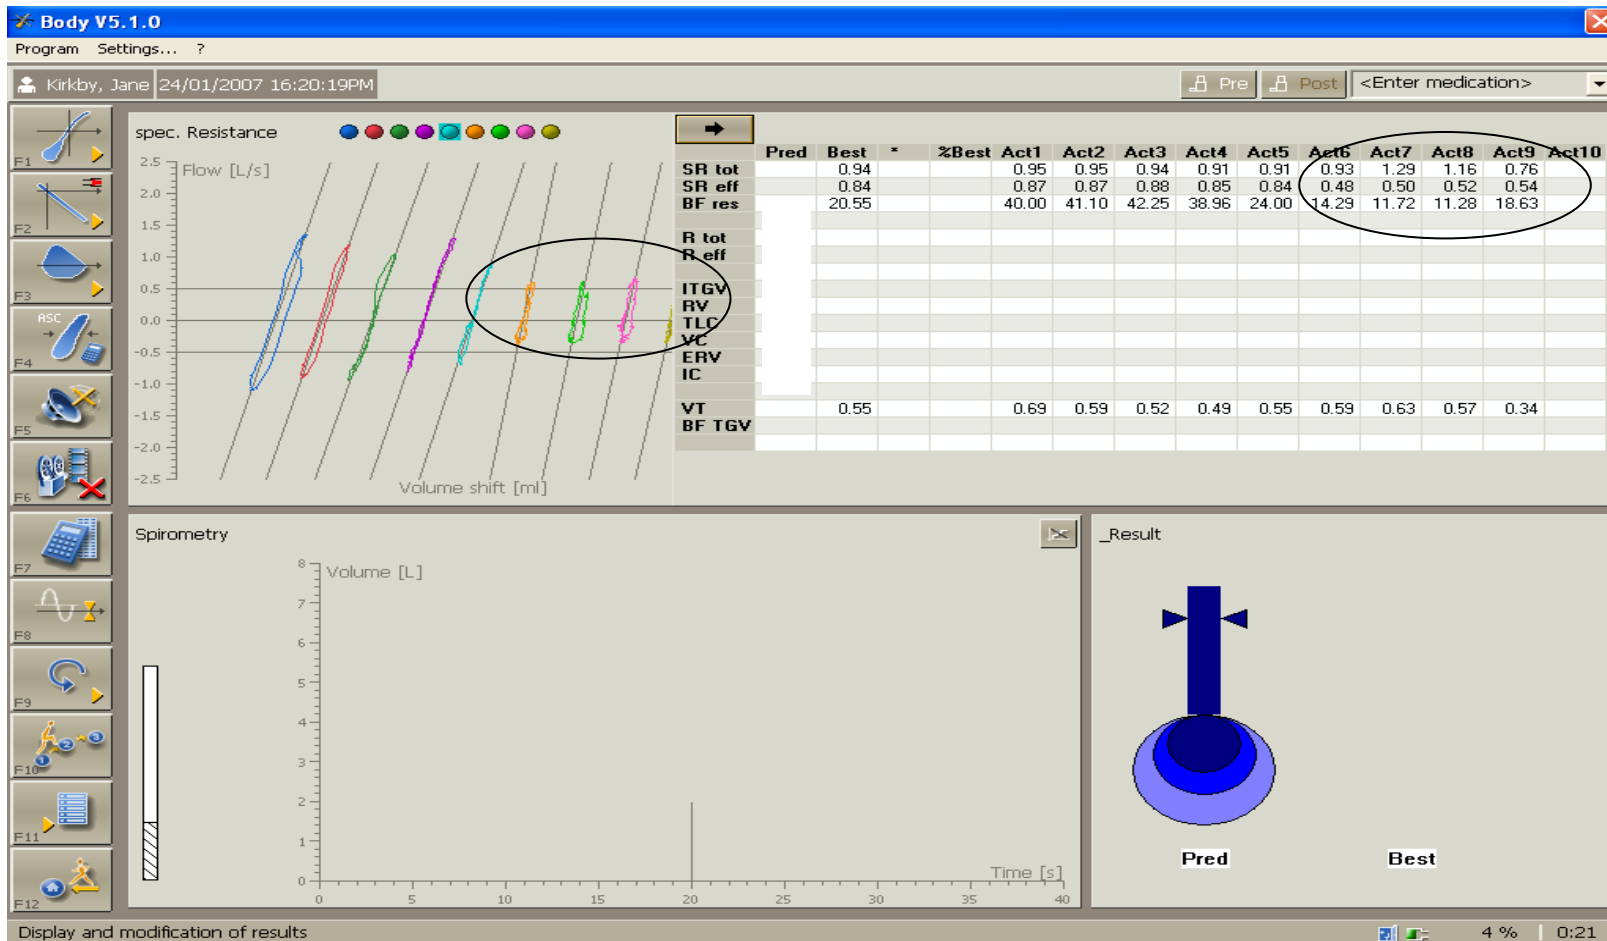 Body V5.1.0
Program Settings... ?
Kirkby, Jane 24/01/2007 16:20:19PM Pre Post <Enter medication>
F1
F2
F3
ASC
F4
F5
F6
F7
F8
F9
1 2 3
F10
F11
F12
spec. Resistance
Flow [L/s]
2.5
2.0
1.5
1.0
0.5
0.0
-0.5
-1.0
-1.5
-2.0
-2.5
Volume shift [ml]
Pred Best * %Best Act1 Act2 Act3 Act4 Act5 Act6 Act7 Act8 Act9 Act10
SR tot 0.94 0.95 0.95 0.94 0.91 0.91 0.93 1.29 1.16 0.76
SR eff 0.84 0.87 0.87 0.88 0.85 0.84 0.48 0.50 0.52 0.54
BF res 20.55 40.00 41.10 42.25 38.96 24.00 14.29 11.72 11.28 18.63
R tot
R eff
ITGV
RV
TLC
VC
ERV
IC
VT 0.55 0.69 0.59 0.52 0.49 0.55 0.59 0.63 0.57 0.34
BF TGV
Spirometry
Volume [L]
8
7
6
5
4
3
2
1
0
Time [s]
0 5 10 15 20 25 30 35 40
_Result
Pred Best
Display and modification of results 4 % 0:21